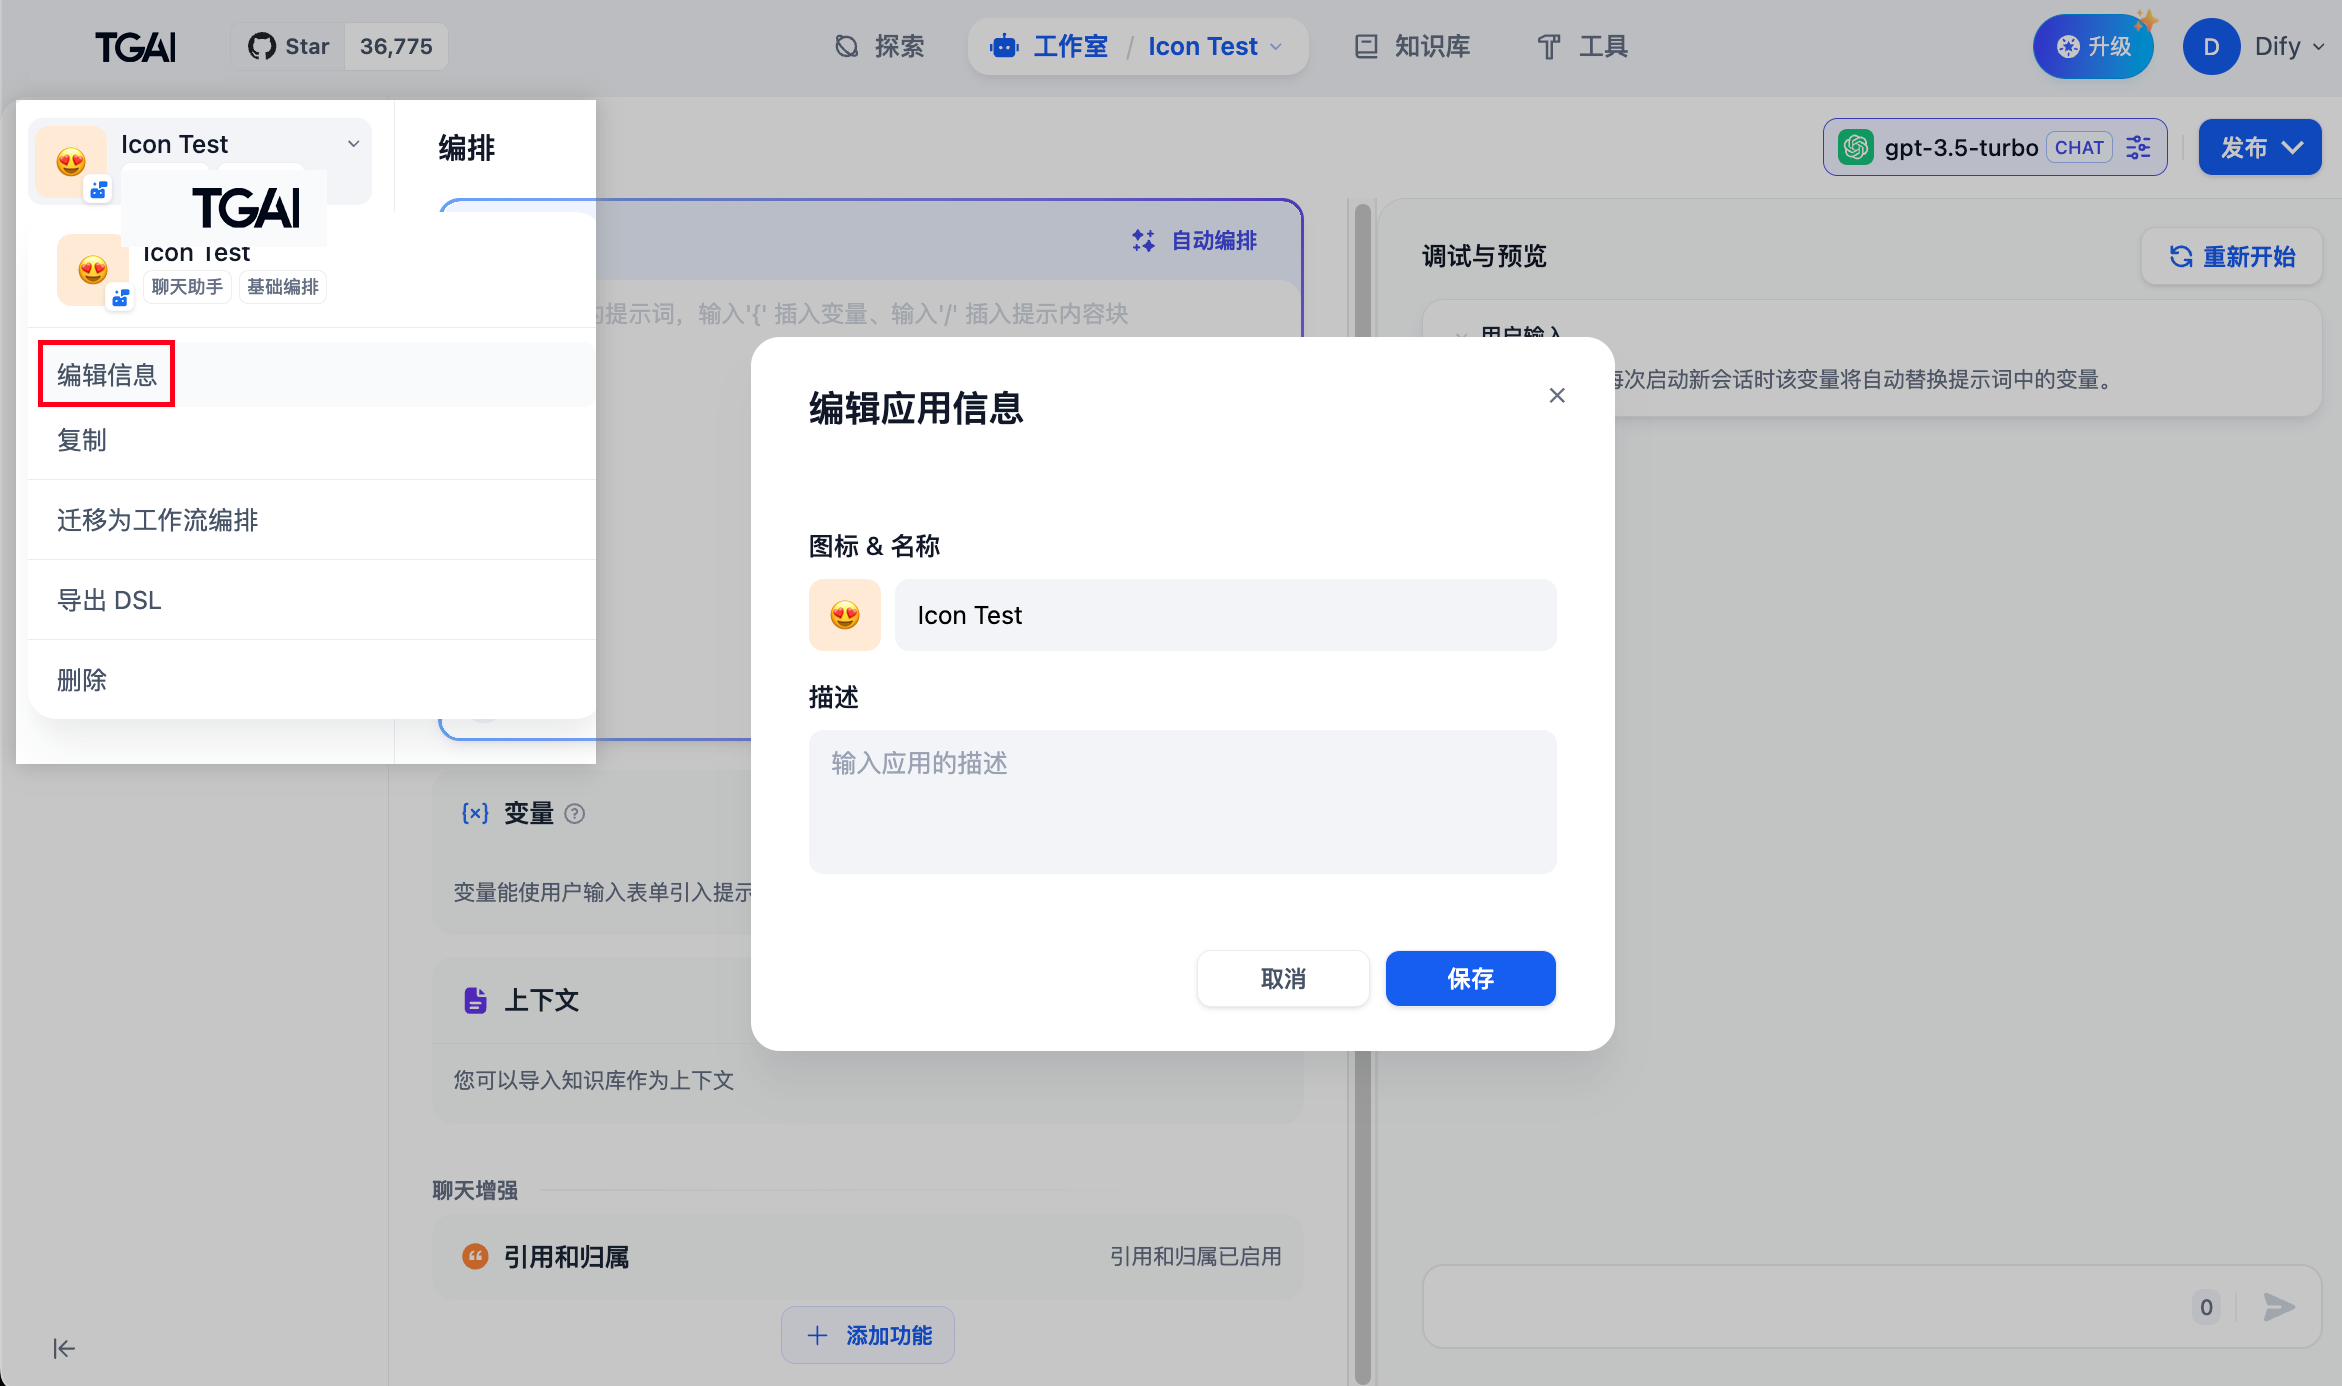 TGAI
Star 36,775
探索
工作室 / Icon Test
知识库
工具
升级
D Dify
Icon Test
TGAI
Icon Test
聊天助手 基础编排
编辑信息
复制
迁移为工作流编排
导出 DSL
删除
编排
自动编排
的提示词，输入'{' 插入变量、输入'/' 插入提示内容块
变量
变量能使用户输入表单引入提示
上下文
您可以导入知识库作为上下文
聊天增强
引用和归属
引用和归属已启用
添加功能
gpt-3.5-turbo CHAT
发布
调试与预览
重新开始
用户输入
每次启动新会话时该变量将自动替换提示词中的变量。
0
编辑应用信息
图标 & 名称
Icon Test
描述
输入应用的描述
取消
保存